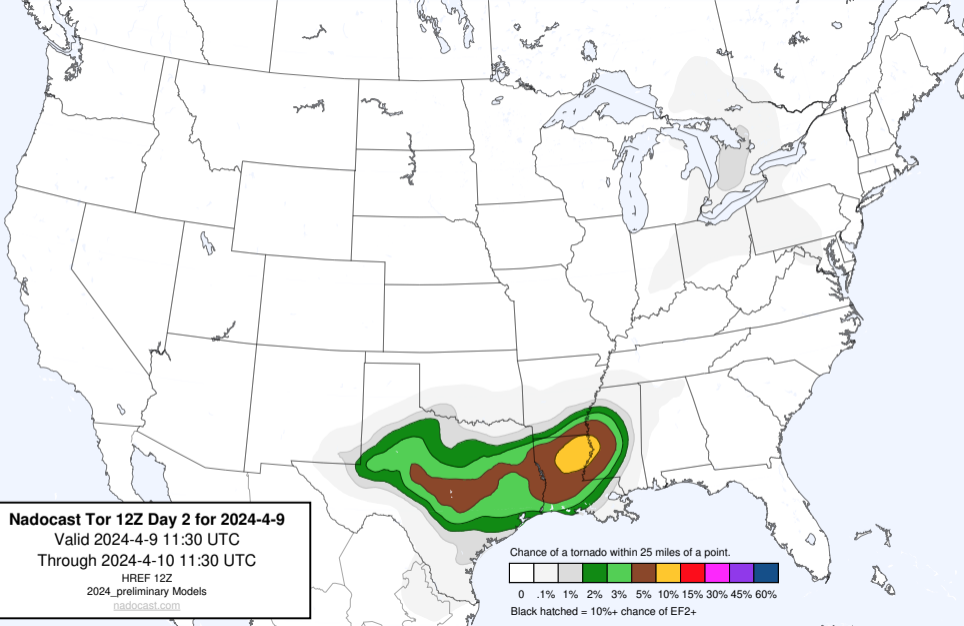 Nadocast Tor 12Z Day 2 for 2024-4-9
Valid 2024-4-9 11:30 UTC
Through 2024-4-10 11:30 UTC
HREF 12Z
2024_preliminary Models
nadocast.com
Chance of a tornado within 25 miles of a point.
0 .1% 1% 2% 3% 5% 10% 15% 30% 45% 60%
Black hatched = 10%+ chance of EF2+